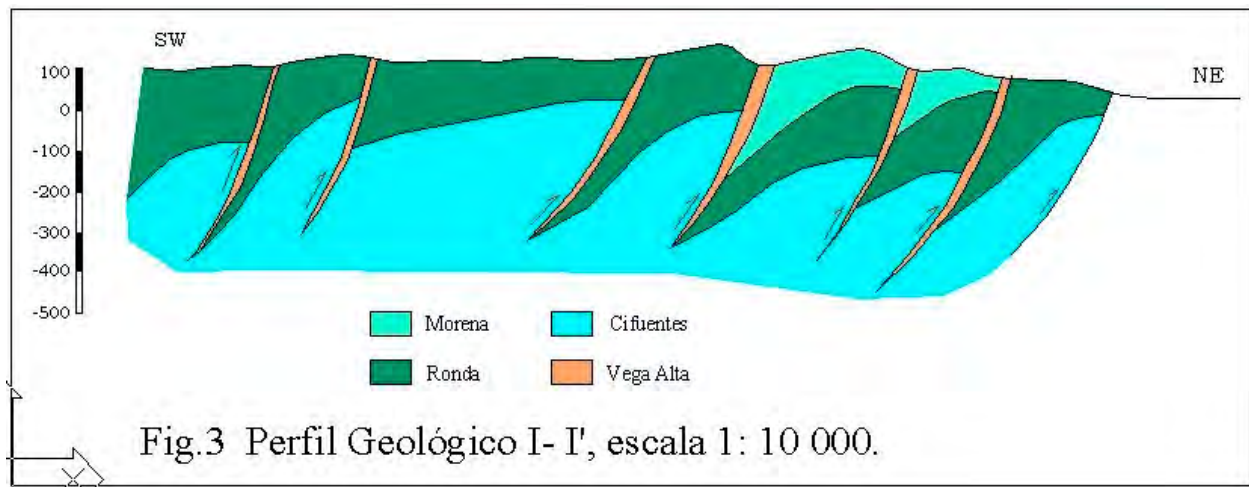 SW
NE
100
0
-100
-200
-300
-400
-500
Morena
Cifuentes
Ronda
Vega Alta
Fig.3 Perfil Geológico I- I', escala 1: 10 000.
X